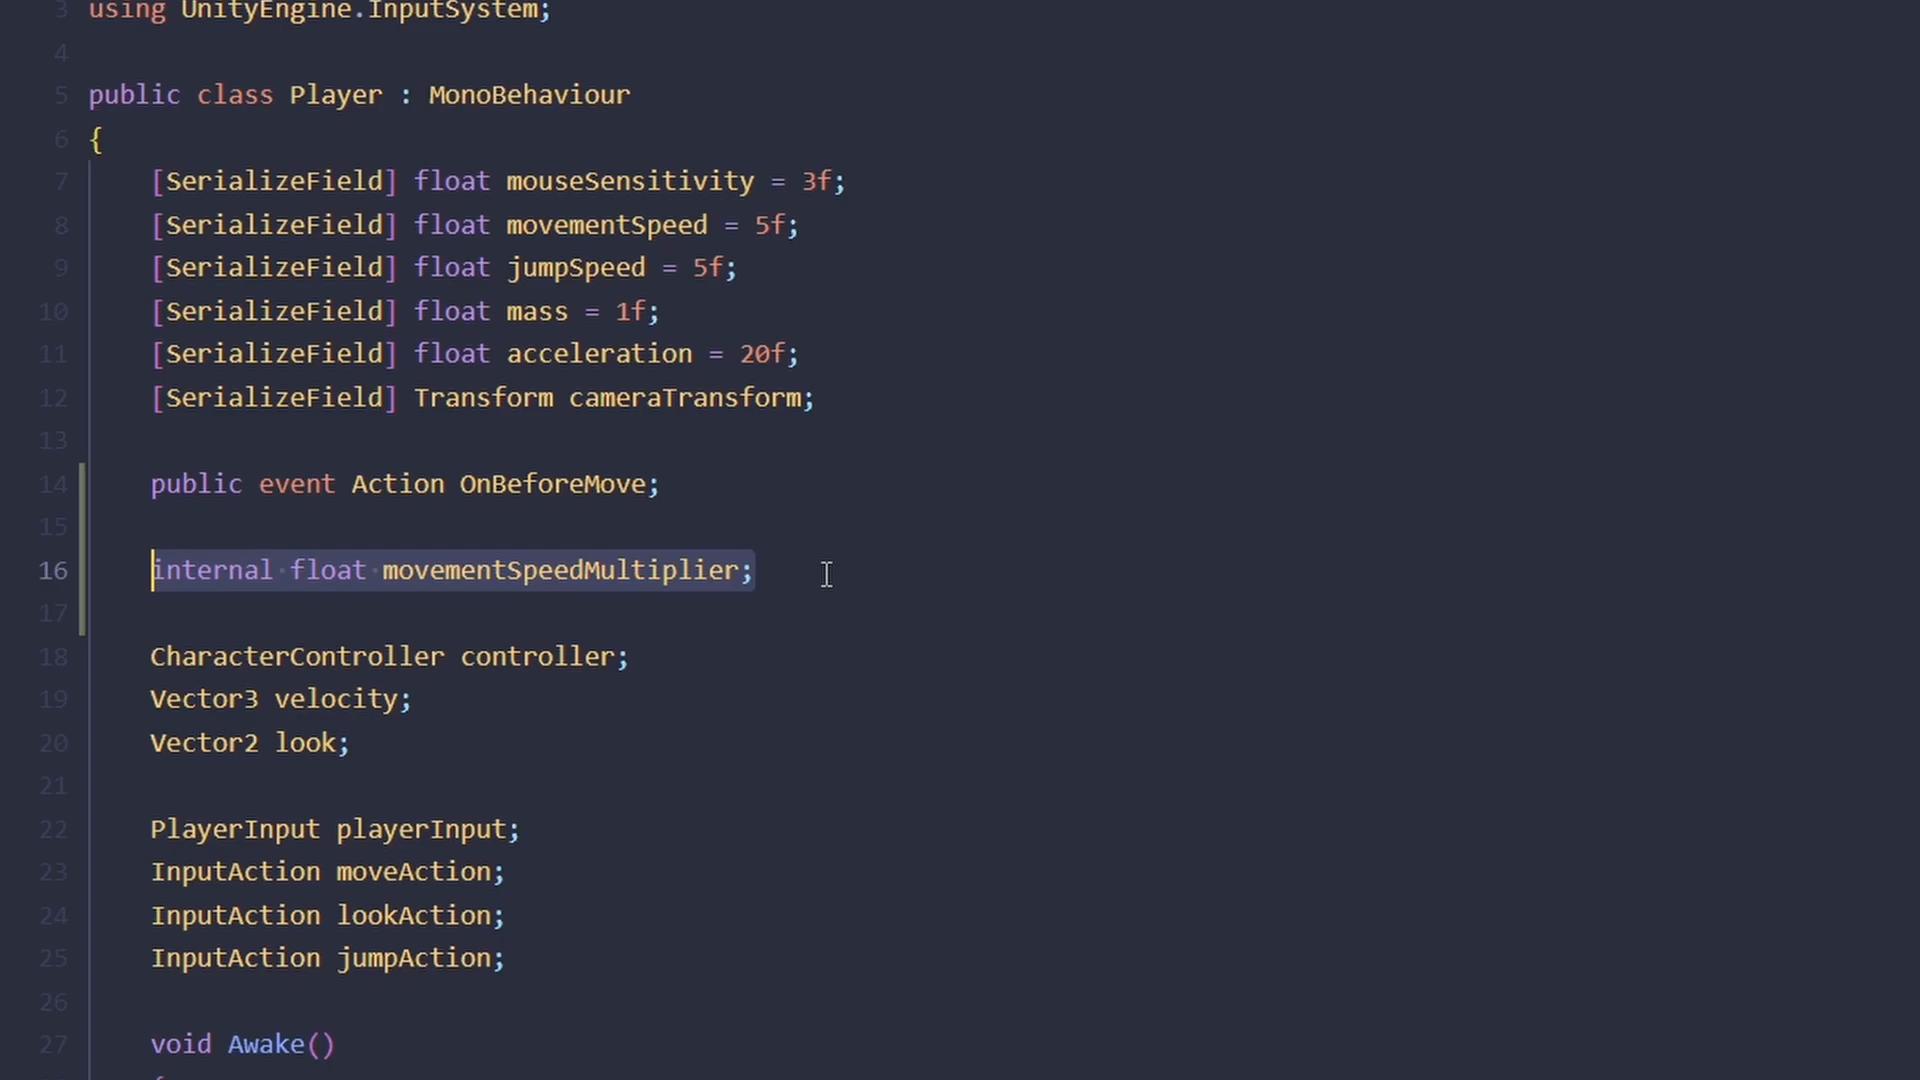 3 using UnityEngine.InputSystem;
4
5 public class Player : MonoBehaviour
6 {
7 [SerializeField] float mouseSensitivity = 3f;
8 [SerializeField] float movementSpeed = 5f;
9 [SerializeField] float jumpSpeed = 5f;
10 [SerializeField] float mass = 1f;
11 [SerializeField] float acceleration = 20f;
12 [SerializeField] Transform cameraTransform;
13
14 public event Action OnBeforeMove;
15
16 internal float movementSpeedMultiplier;
17
18 CharacterController controller;
19 Vector3 velocity;
20 Vector2 look;
21
22 PlayerInput playerInput;
23 InputAction moveAction;
24 InputAction lookAction;
25 InputAction jumpAction;
26
27 void Awake()
{